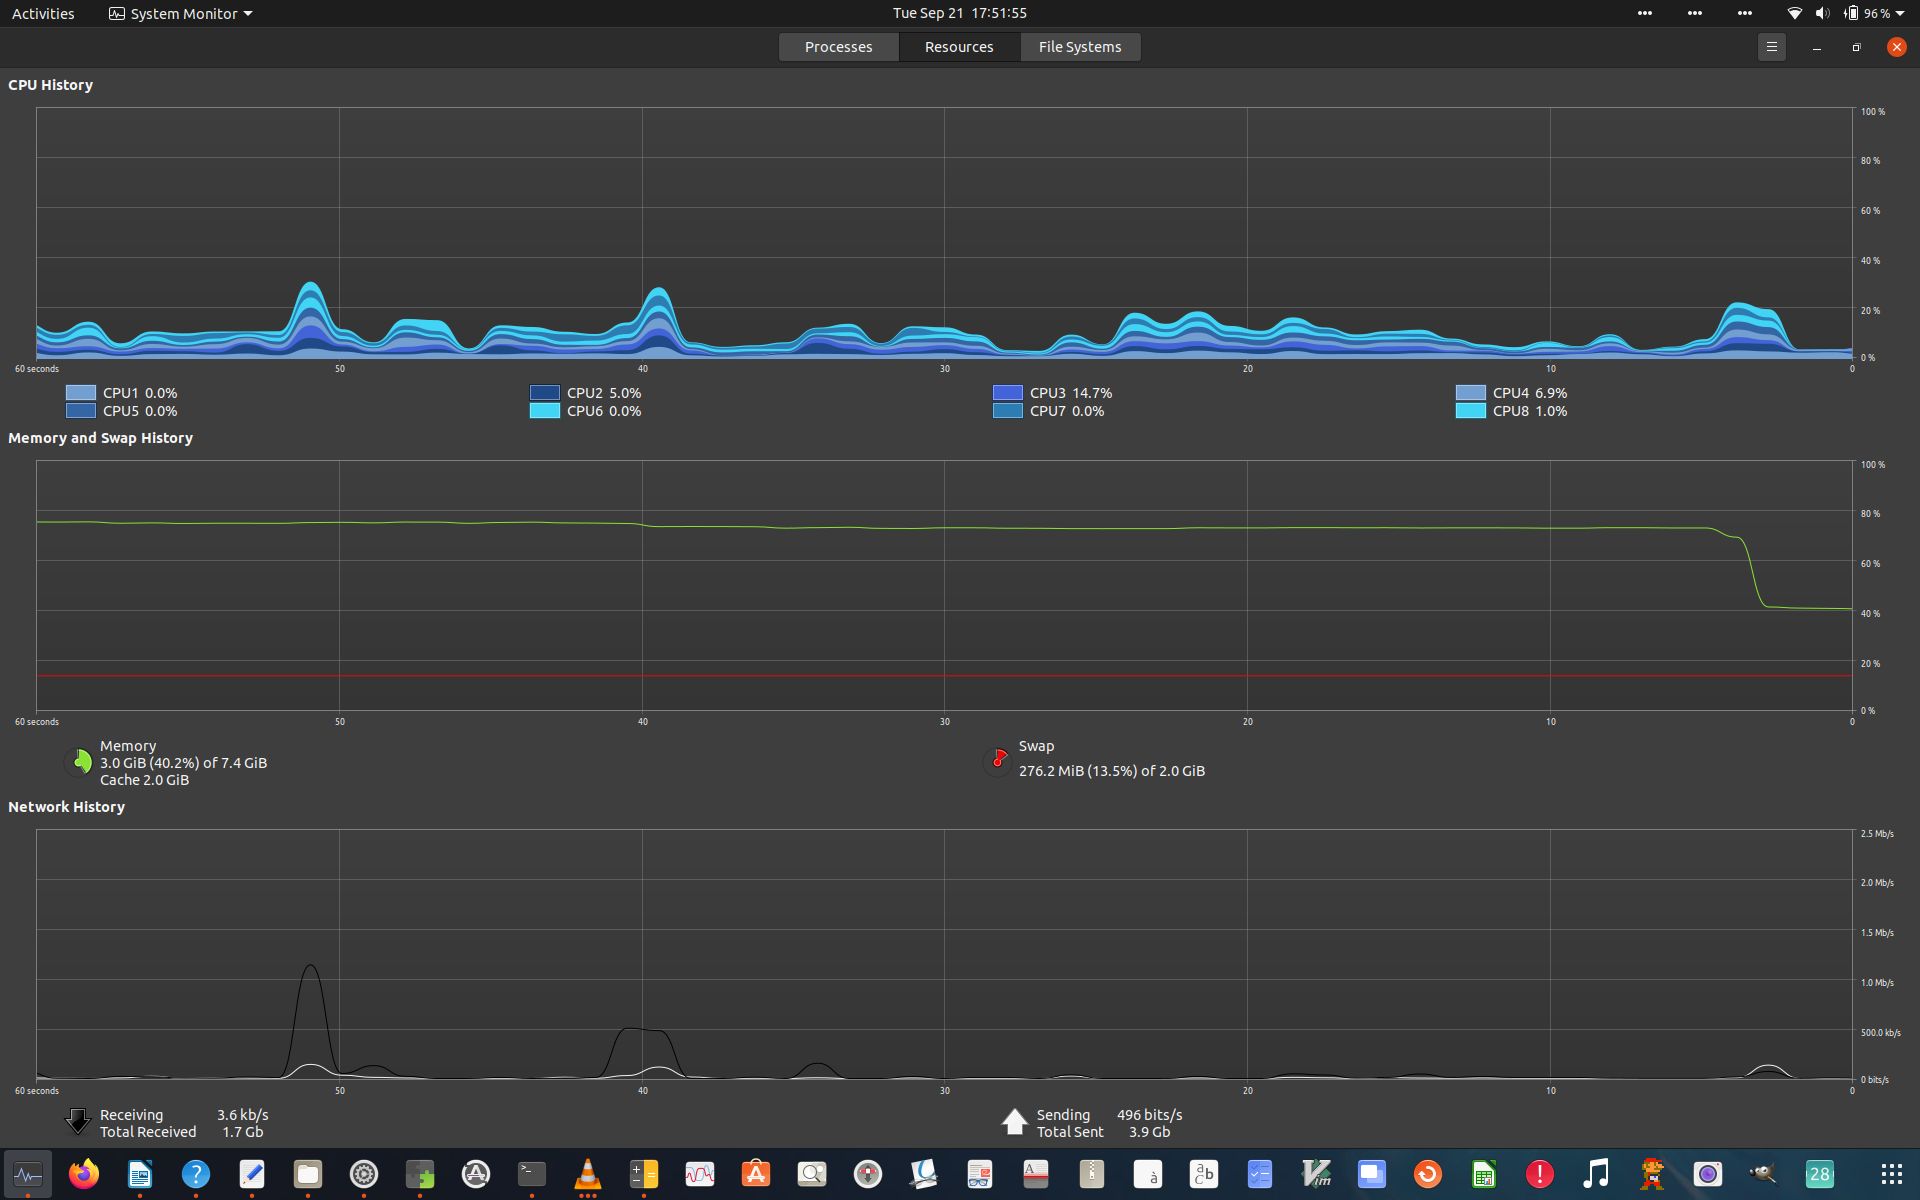 Activities System Monitor Tue Sep 21 17:51:55 96 %
Processes Resources File Systems
CPU History
100 %
80 %
60 %
40 %
20 %
0 %
60 seconds 50 40 30 20 10 0
CPU1 0.0% CPU2 5.0% CPU3 14.7% CPU4 6.9%
CPU5 0.0% CPU6 0.0% CPU7 0.0% CPU8 1.0%
Memory and Swap History
100 %
80 %
60 %
40 %
20 %
0 %
60 seconds 50 40 30 20 10 0
Memory
3.0 GiB (40.2%) of 7.4 GiB
Cache 2.0 GiB
Swap
276.2 MiB (13.5%) of 2.0 GiB
Network History
2.5 Mb/s
2.0 Mb/s
1.5 Mb/s
1.0 Mb/s
500.0 kb/s
0 bits/s
60 seconds 50 40 30 20 10 0
Receiving 3.6 kb/s
Total Received 1.7 Gb
Sending 496 bits/s
Total Sent 3.9 Gb
? >_ A à ab c Vim ! 28